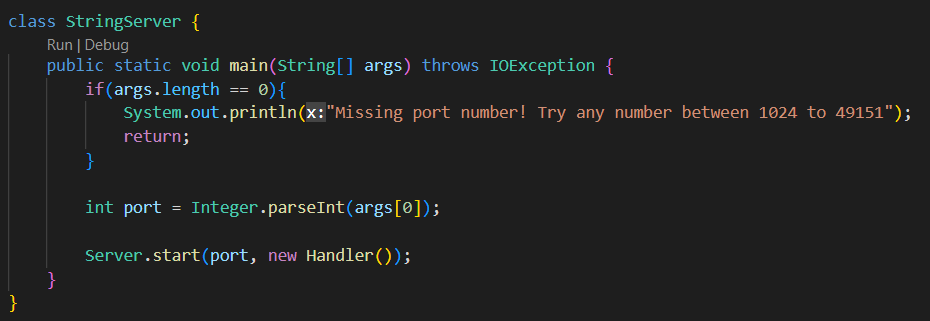 class StringServer {
Run | Debug
public static void main(String[] args) throws IOException {
if(args.length == 0){
System.out.println(x:"Missing port number! Try any number between 1024 to 49151");
return;
}
int port = Integer.parseInt(args[0]);
Server.start(port, new Handler());
}
}